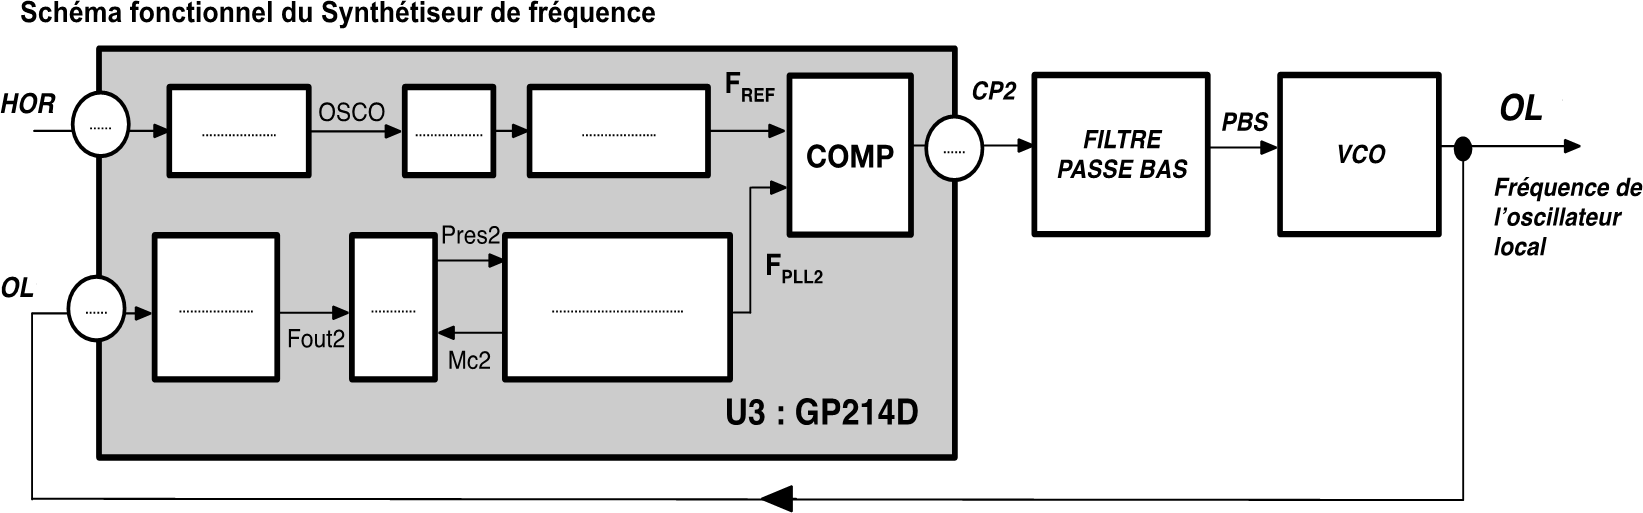 Schéma fonctionnel du Synthétiseur de fréquence
HOR
......
....................
OSCO
..................
....................
FREF
COMP
CP2
......
FILTRE
PASSE BAS
PBS
VCO
OL
Fréquence de
l'oscillateur
local
OL
......
....................
Fout2
............
Pres2
Mc2
....................................
FPLL2
U3 : GP214D